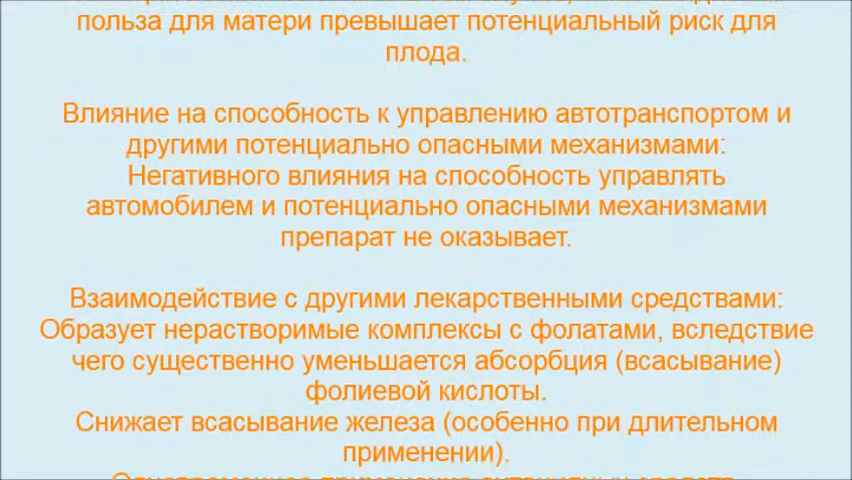 польза для матери превышает потенциальный риск для
плода.
Влияние на способность к управлению автотранспортом и
другими потенциально опасными механизмами:
Негативного влияния на способность управлять
автомобилем и потенциально опасными механизмами
препарат не оказывает.
Взаимодействие с другими лекарственными средствами:
Образует нерастворимые комплексы с фолатами, вследствие
чего существенно уменьшается абсорбция (всасывание)
фолиевой кислоты.
Снижает всасывание железа (особенно при длительном
применении).